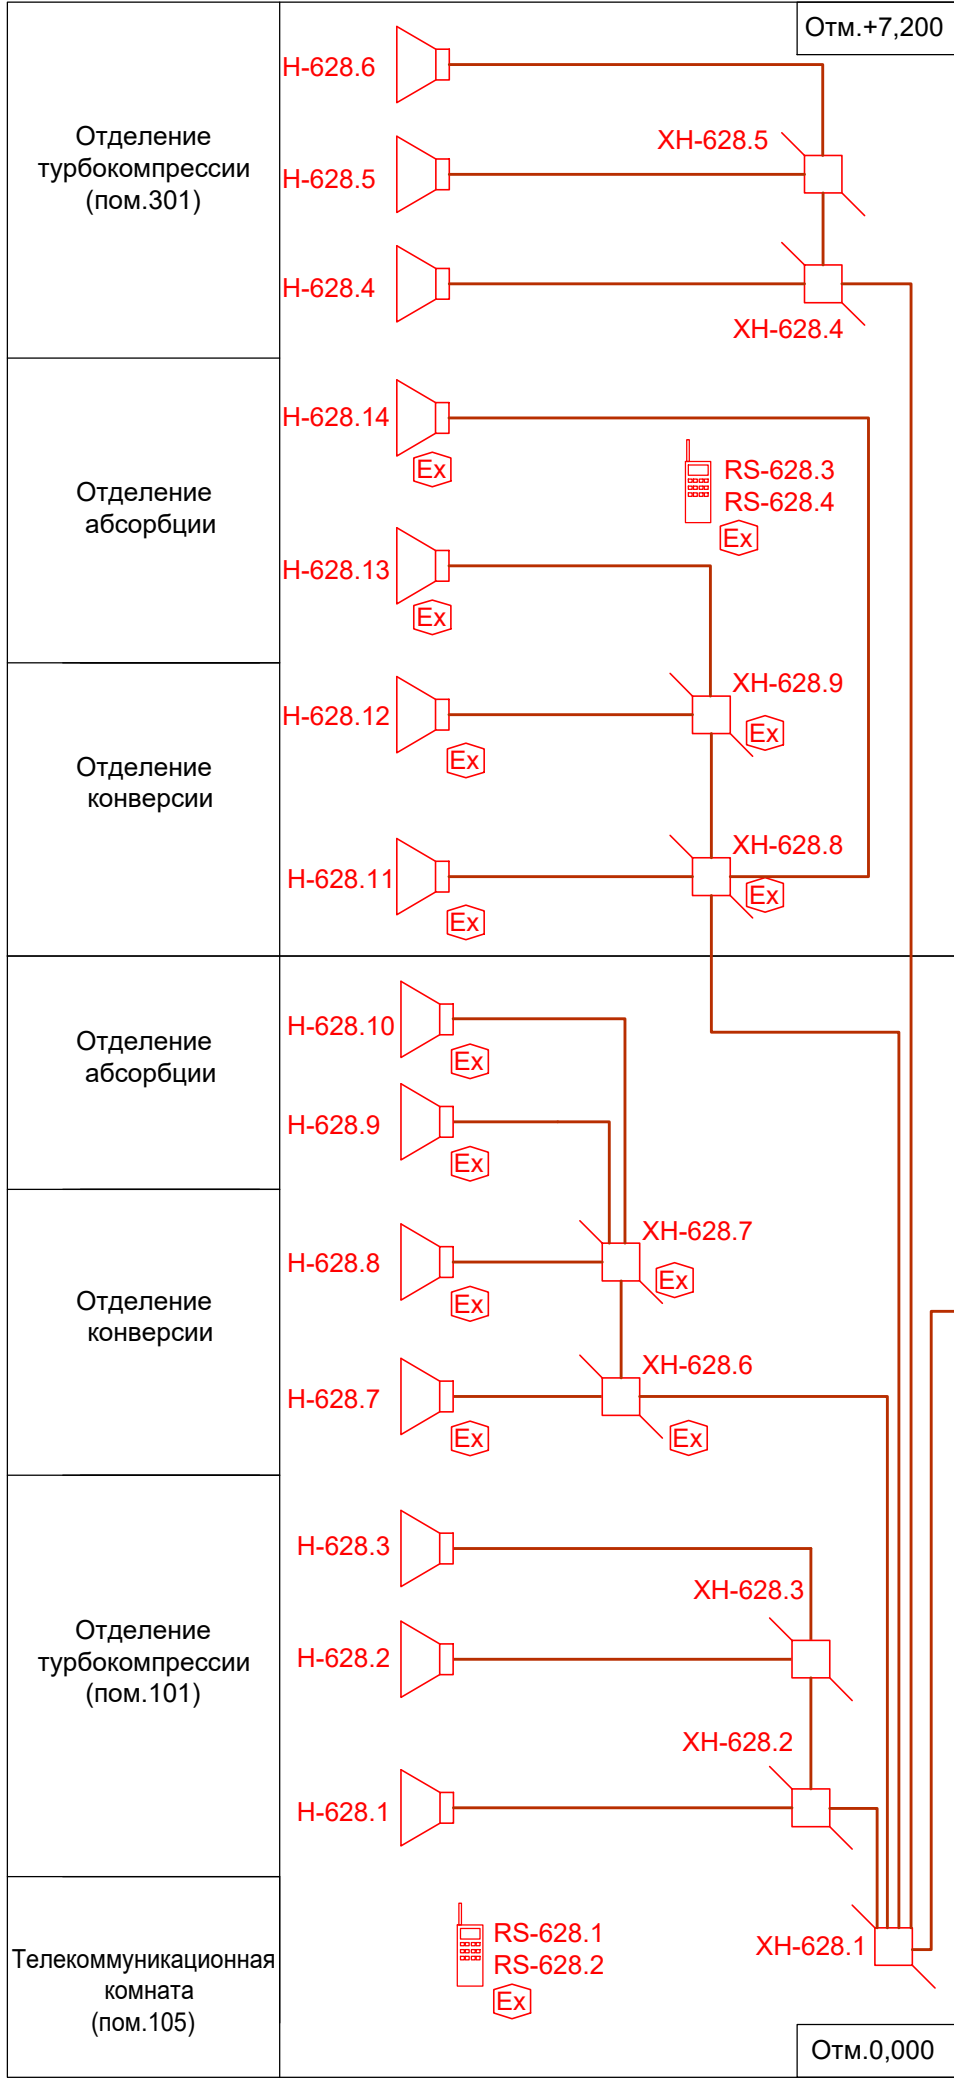 Отм.+7,200
H-628.6
Отделение
турбокомпрессии
(пом.301)
XH-628.5
H-628.5
H-628.4
XH-628.4
H-628.14
Ex
RS-628.3
RS-628.4
Ex
Отделение
абсорбции
H-628.13
Ex
XH-628.9
Ex
H-628.12
Ex
Отделение
конверсии
XH-628.8
Ex
H-628.11
Ex
H-628.10
Ex
Отделение
абсорбции
H-628.9
Ex
XH-628.7
Ex
H-628.8
Ex
Отделение
конверсии
XH-628.6
Ex
H-628.7
Ex
H-628.3
XH-628.3
Отделение
турбокомпрессии
(пом.101)
H-628.2
XH-628.2
H-628.1
RS-628.1
RS-628.2
Ex
XH-628.1
Телекоммуникационная
комната
(пом.105)
Отм.0,000